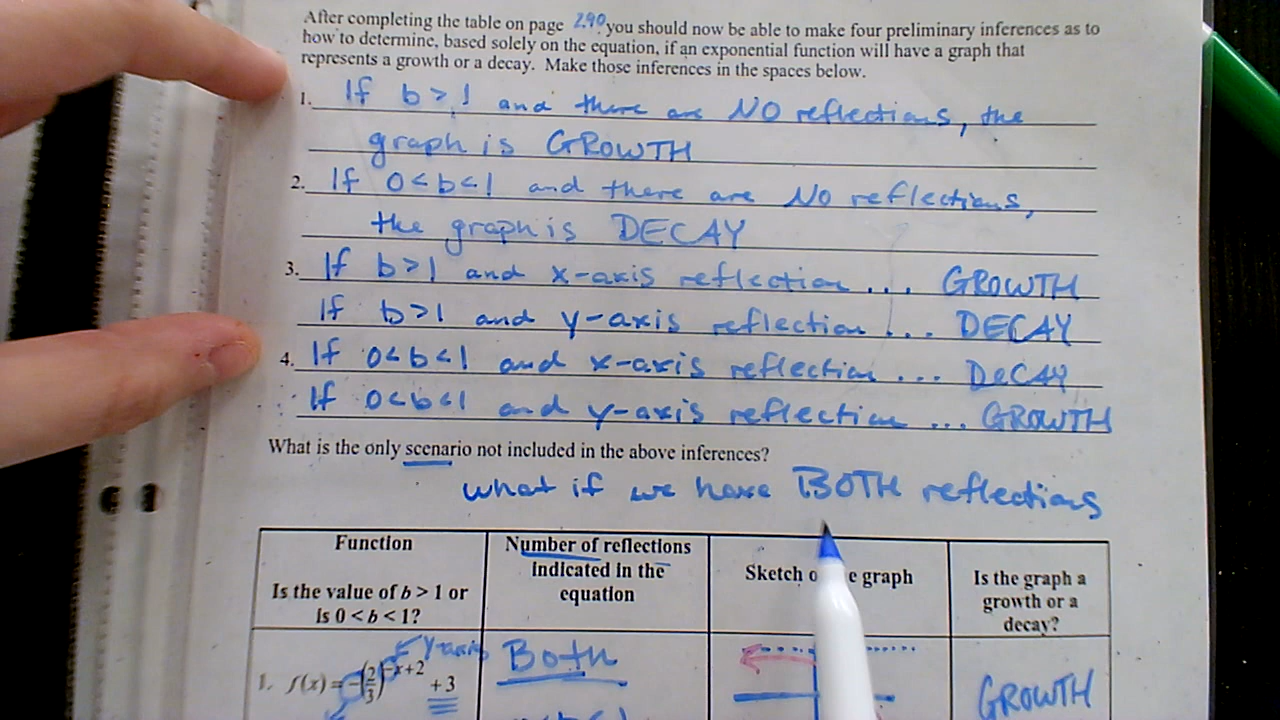 After completing the table on page 290 you should now be able to make four preliminary inferences as to
how to determine, based solely on the equation, if an exponential function will have a graph that
represents a growth or a decay. Make those inferences in the spaces below.
1. If b > 1 and there are NO reflections, the
graph is GROWTH
2. If 0 < b < 1 and there are NO reflections,
the graph is DECAY
3. If b > 1 and x-axis reflection ... GROWTH
If b > 1 and y-axis reflection ... DECAY
4. If 0 < b < 1 and x-axis reflection ... DECAY
If 0 < b < 1 and y-axis reflection ... GROWTH
What is the only scenario not included in the above inferences?
what if we have BOTH reflections
Function
Is the value of b > 1 or
is 0 < b < 1?
Number of reflections
indicated in the
equation
Sketch o e graph
Is the graph a
growth or a
decay?
1. f(x) = -(2/3)^(-x+2) + 3
y-axis
Both
GROWTH